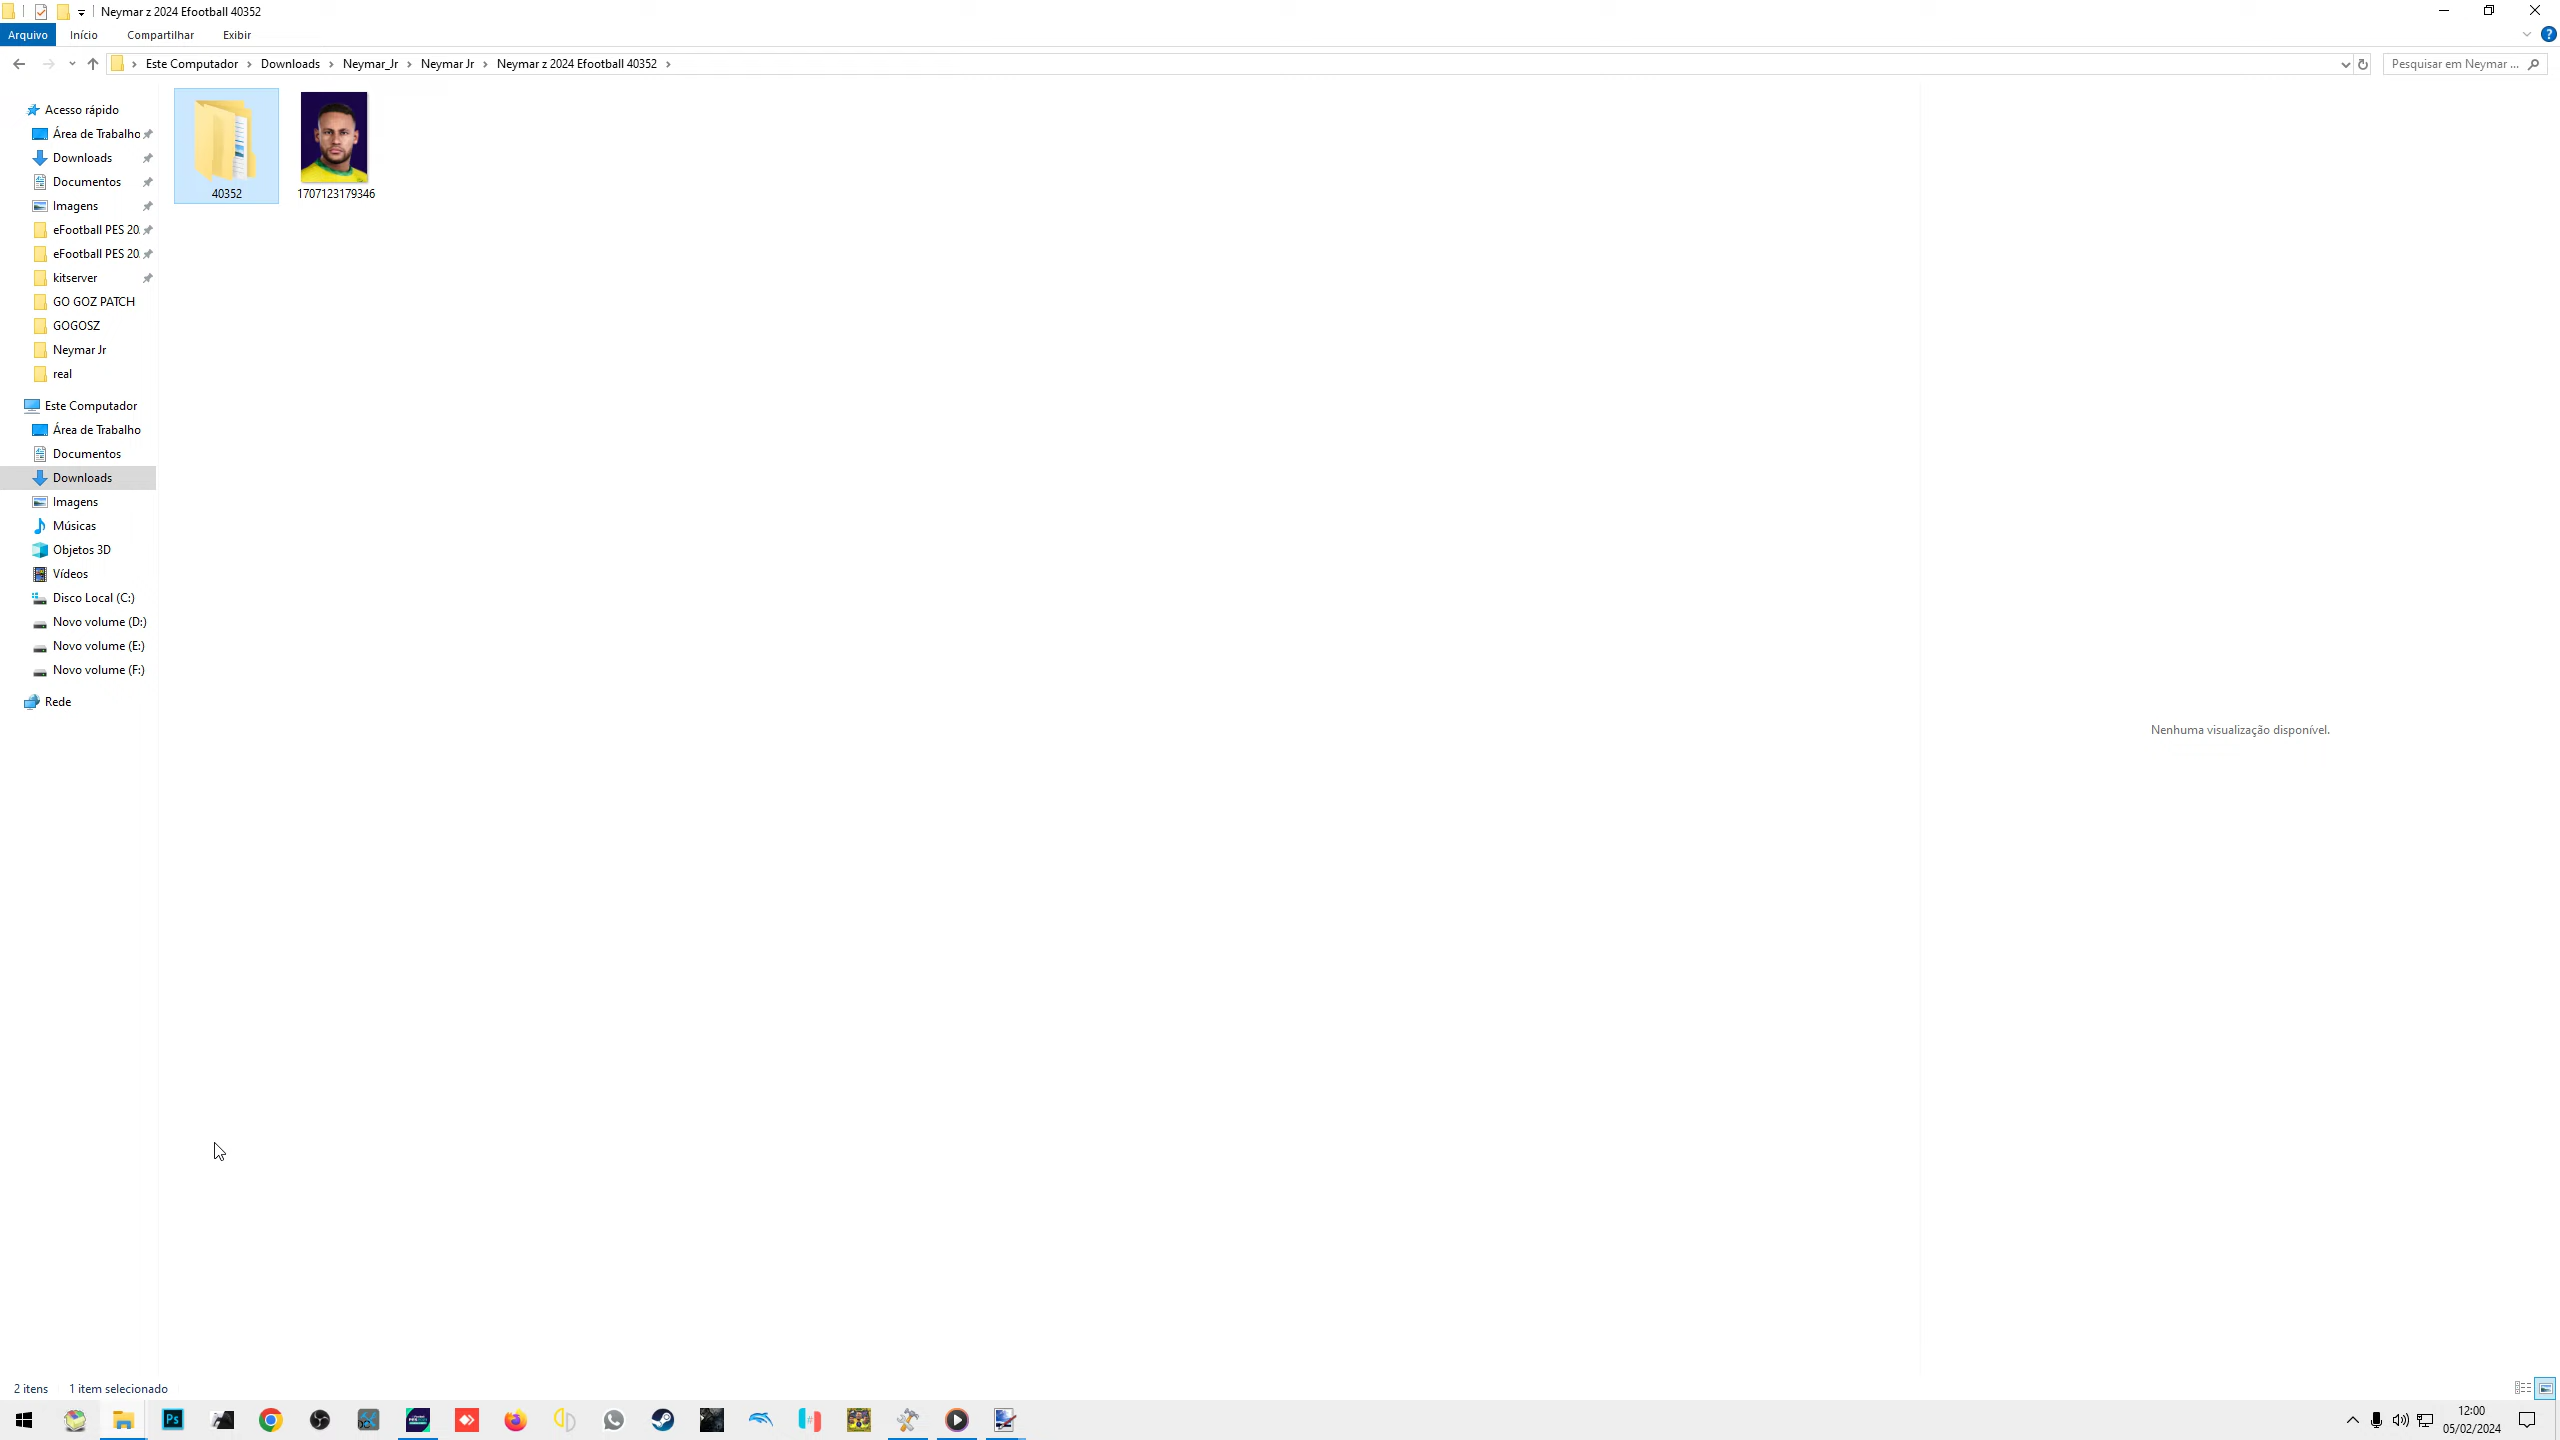 Neymar z 2024 Efootball 40352
Arquivo Início Compartilhar Exibir
Este Computador Downloads Neymar_Jr Neymar Jr Neymar z 2024 Efootball 40352
Pesquisar em Neymar ...
Acesso rápido
Área de Trabalho
Downloads
Documentos
Imagens
eFootball PES 20
eFootball PES 20
kitserver
GO GOZ PATCH
GOGOSZ
Neymar Jr
real
Este Computador
Área de Trabalho
Documentos
Downloads
Imagens
Músicas
Objetos 3D
Vídeos
Disco Local (C:)
Novo volume (D:)
Novo volume (E:)
Novo volume (F:)
Rede
40352
1707123179346
Nenhuma visualização disponível.
2 itens 1 item selecionado
Ps
12:00
05/02/2024